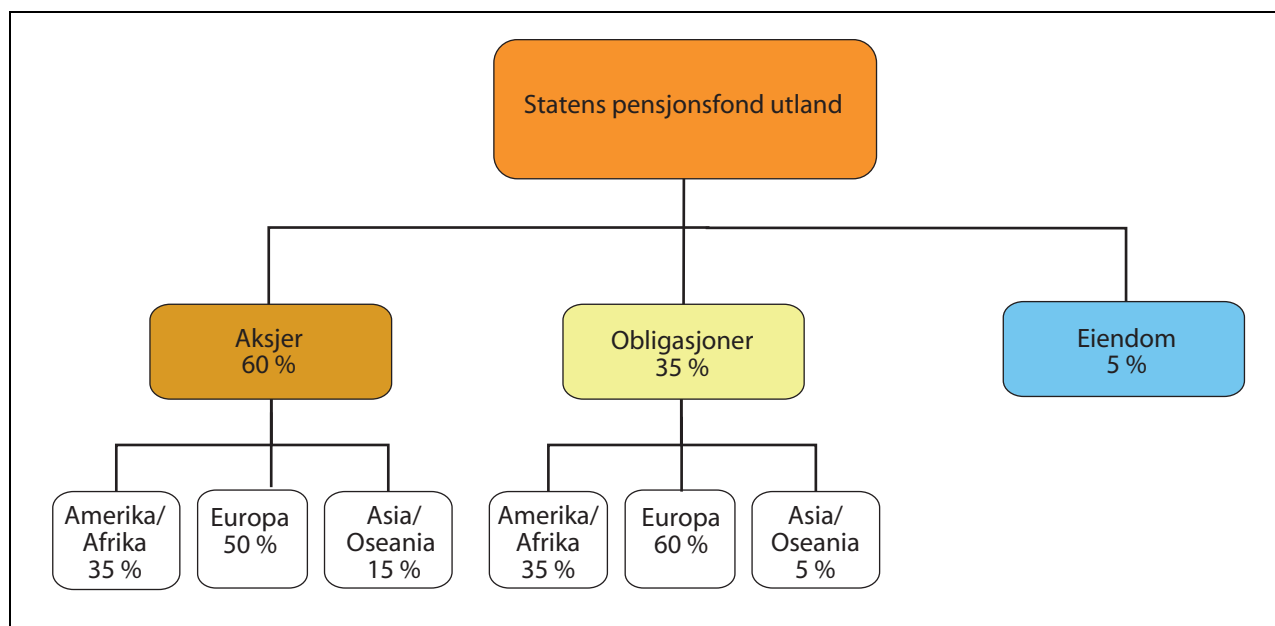 Statens pensjonsfond utland
Aksjer
60 %
Obligasjoner
35 %
Eiendom
5 %
Amerika/
Afrika
35 %
Europa
50 %
Asia/
Oseania
15 %
Amerika/
Afrika
35 %
Europa
60 %
Asia/
Oseania
5 %